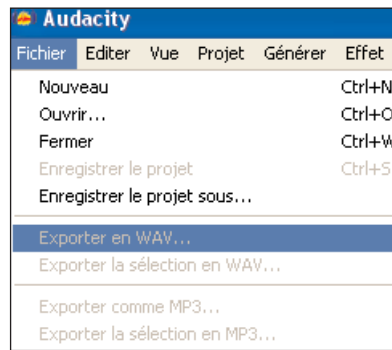 Audacity
Fichier Editer Vue Projet Générer Effet
Nouveau Ctrl+N
Ouvrir... Ctrl+O
Fermer Ctrl+W
Enregistrer le projet Ctrl+S
Enregistrer le projet sous...
Exporter en WAV...
Exporter la sélection en WAV...
Exporter comme MP3...
Exporter la sélection en MP3...